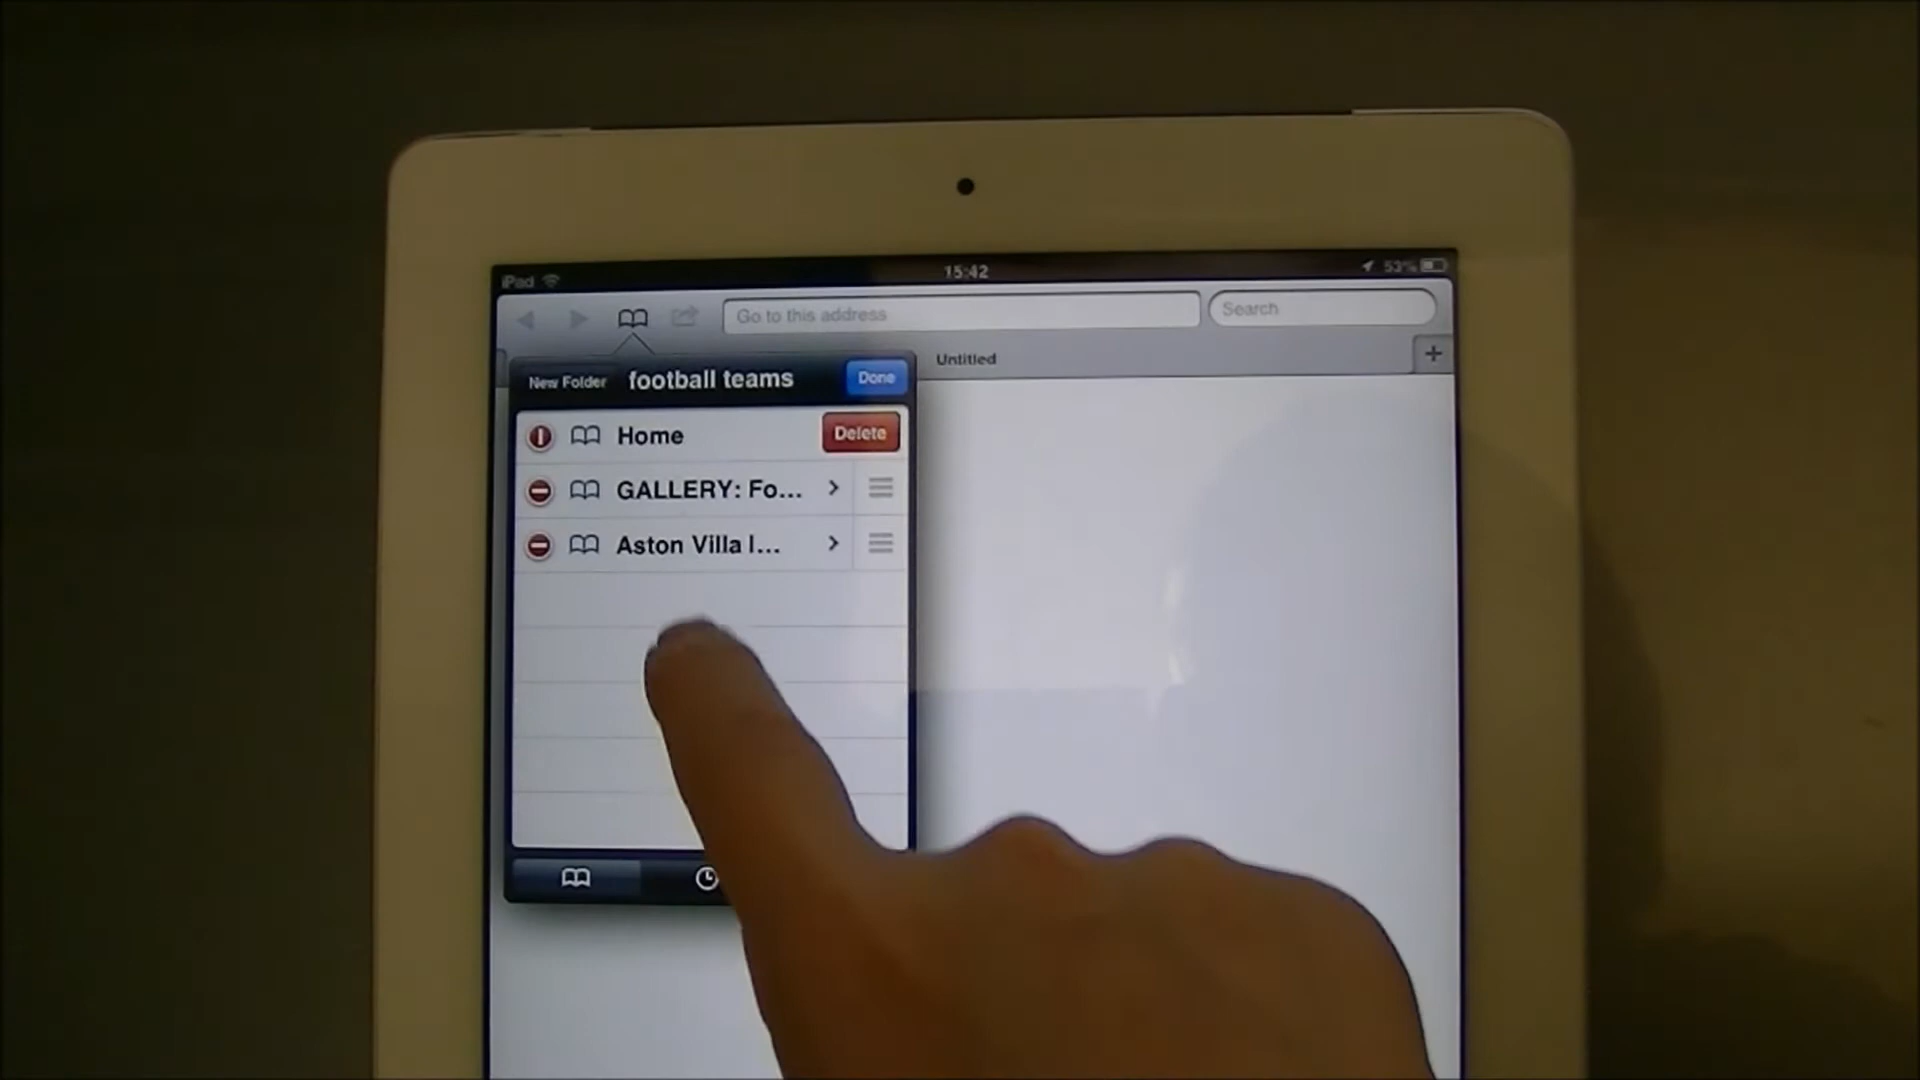 iPad 15:42 53%
Go to this address Search
Untitled
New Folder football teams Done
Home Delete
GALLERY: Fo...
Aston Villa I...